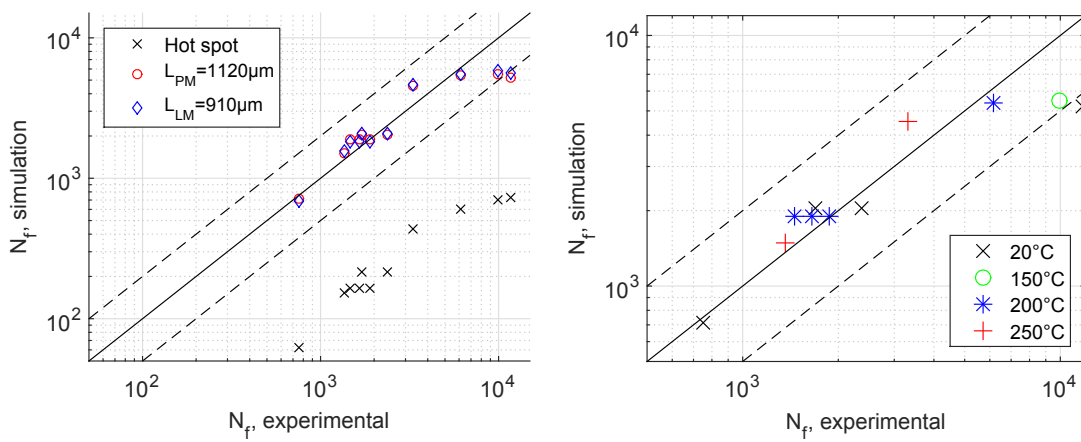 10⁴
10³
10²
N_f, simulation
Hot spot
L_PM=1120µm
L_LM=910µm
10² 10³ 10⁴
N_f, experimental
10⁴
10³
N_f, simulation
20°C
150°C
200°C
250°C
10³ 10⁴
N_f, experimental